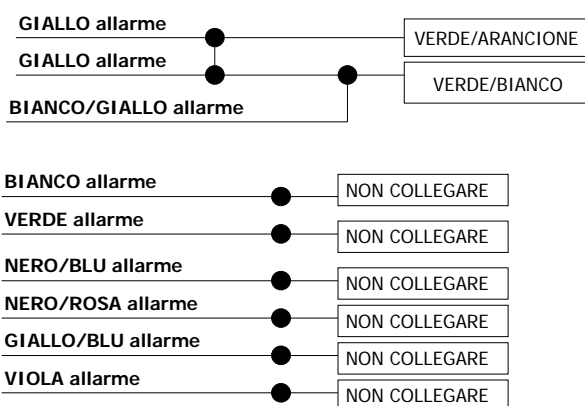 GIALLO allarme
VERDE/ARANCIONE
GIALLO allarme
VERDE/BIANCO
BIANCO/GIALLO allarme
BIANCO allarme
NON COLLEGARE
VERDE allarme
NON COLLEGARE
NERO/BLU allarme
NON COLLEGARE
NERO/ROSA allarme
NON COLLEGARE
GIALLO/BLU allarme
NON COLLEGARE
VIOLA allarme
NON COLLEGARE